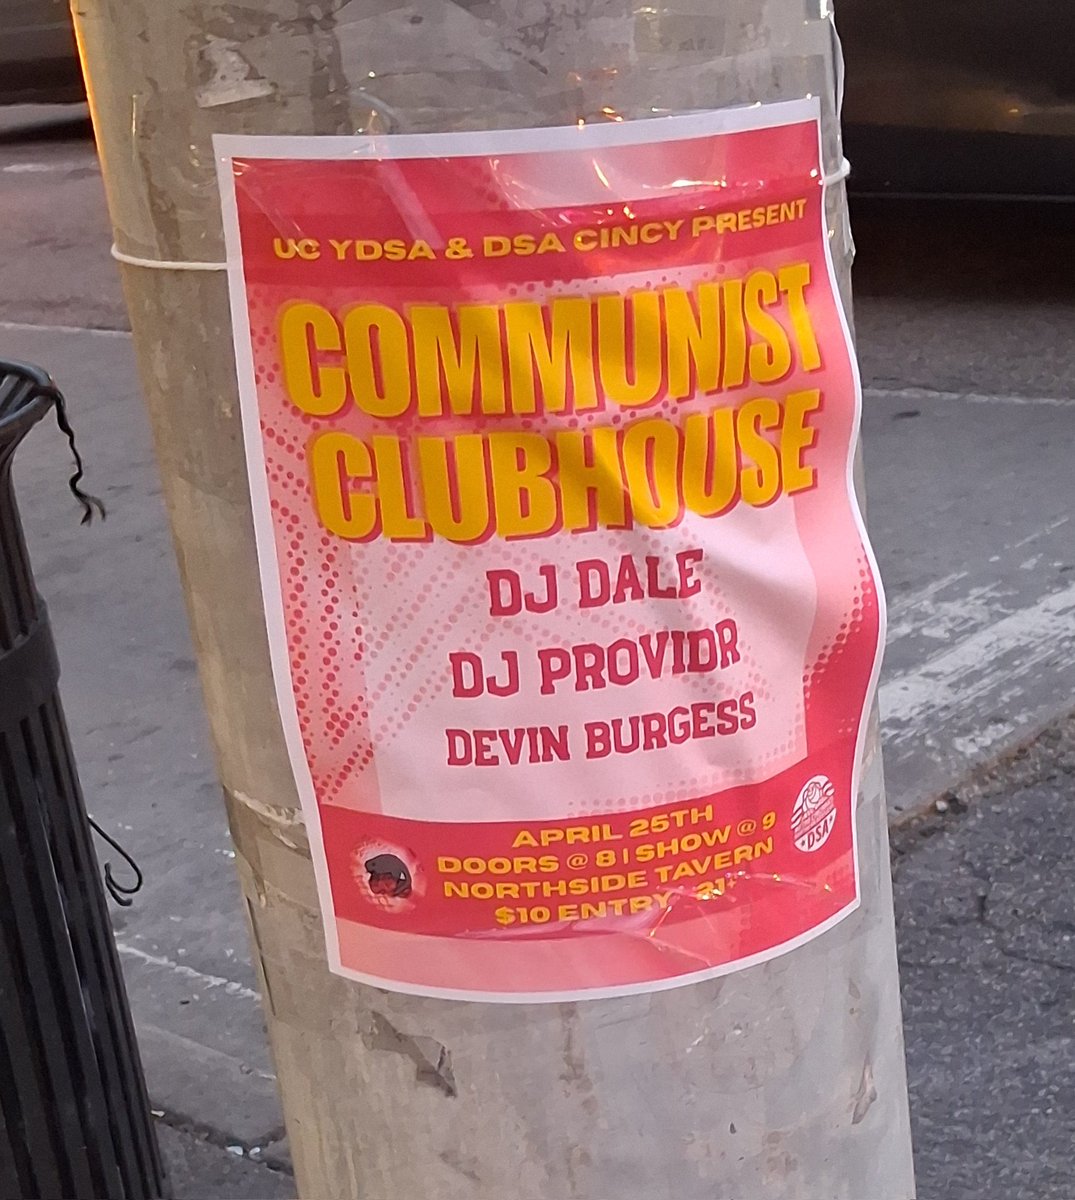 UC YDSA & DSA CINCY PRESENT
COMMUNIST
CLUBHOUSE
DJ DALE
DJ PROVIDR
DEVIN BURGESS
APRIL 25TH
DOORS @ 8 | SHOW @ 9
NORTHSIDE TAVERN
$10 ENTRY 21+
DSA